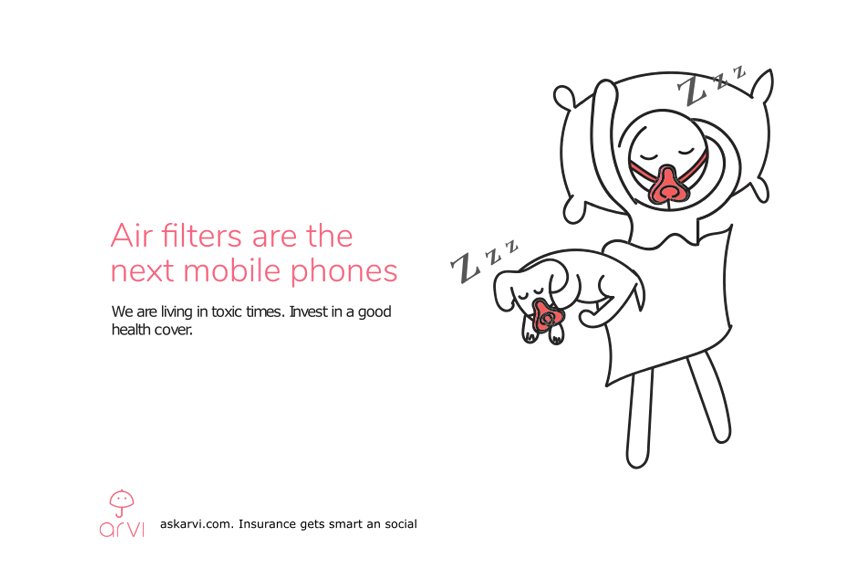 Z z z
Air filters are the
next mobile phones
Z z z
We are living in toxic times. Invest in a good
health cover.
arvi
askarvi.com. Insurance gets smart an social